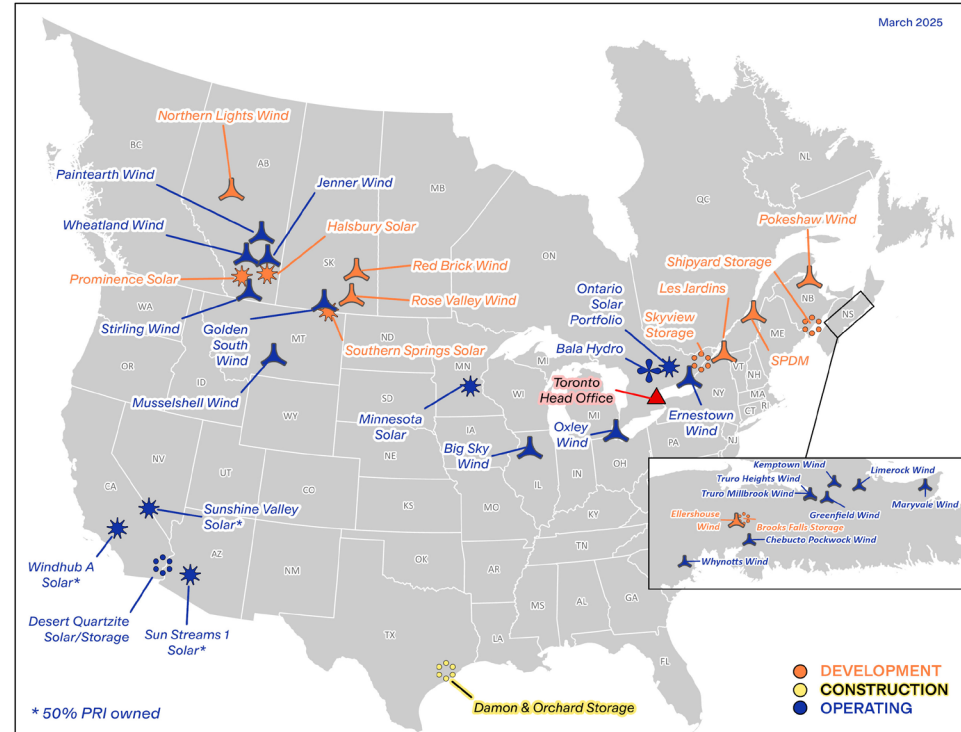 March 2025
Northern Lights Wind
BC
AB
NL
Paintearth Wind
Jenner Wind
MB
QC
Wheatland Wind
Halsbury Solar
Pokeshaw Wind
ON
SK
Shipyard Storage
Prominence Solar
Red Brick Wind
Ontario
Solar
Portfolio
Les Jardins
WA
Rose Valley Wind
NB
NS
Stirling Wind
Golden
South
Wind
Skyview
Storage
MT
ND
ME
Southern Springs Solar
Bala Hydro
SPDM
OR
ID
MN
MI
VT
NH
Toronto
Head Office
Musselshell Wind
SD
WI
NY
MA
CT
RI
WY
Minnesota
Solar
MI
Ernestown
Wind
IA
Oxley
Wind
Big Sky
Wind
PA
NJ
NE
OH
NV
IL
IN
Kemptown Wind
Limerock Wind
Truro Heights Wind
UT
CA
CO
Truro Millbrook Wind
Maryvale Wind
KS
MO
KY
Greenfield Wind
Sunshine Valley
Solar*
Ellershouse
Wind
Brooks Falls Storage
Chebucto Pockwock Wind
TN
AZ
NM
OK
AR
Whynotts Wind
Windhub A
Solar*
MS
AL
GA
Desert Quartzite
Solar/Storage
Sun Streams 1
Solar*
TX
LA
FL
DEVELOPMENT
CONSTRUCTION
OPERATING
Damon & Orchard Storage
* 50% PRI owned